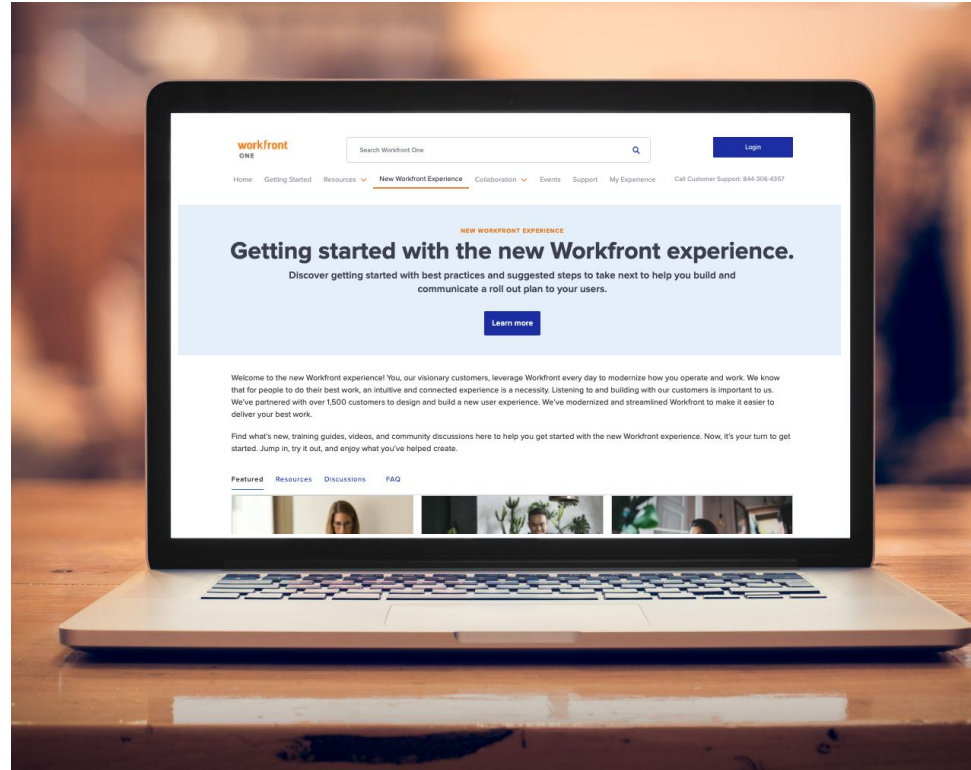 workfront
ONE
Search Workfront One
Login
Home Getting Started Resources New Workfront Experience Collaboration Events Support My Experience Call Customer Support: 844-306-4357
NEW WORKFRONT EXPERIENCE
Getting started with the new Workfront experience.
Discover getting started with best practices and suggested steps to take next to help you build and
communicate a roll out plan to your users.
Learn more
Welcome to the new Workfront experience! You, our visionary customers, leverage Workfront every day to modernize how you operate and work. We know
that for people to do their best work, an intuitive and connected experience is a necessity. Listening to and building with our customers is important to us.
We've partnered with over 1,500 customers to design and build a new user experience. We've modernized and streamlined Workfront to make it easier to
deliver your best work.
Find what's new, training guides, videos, and community discussions here to help you get started with the new Workfront experience. Now, it's your turn to get
started. Jump in, try it out, and enjoy what you've helped create.
Featured Resources Discussions FAQ